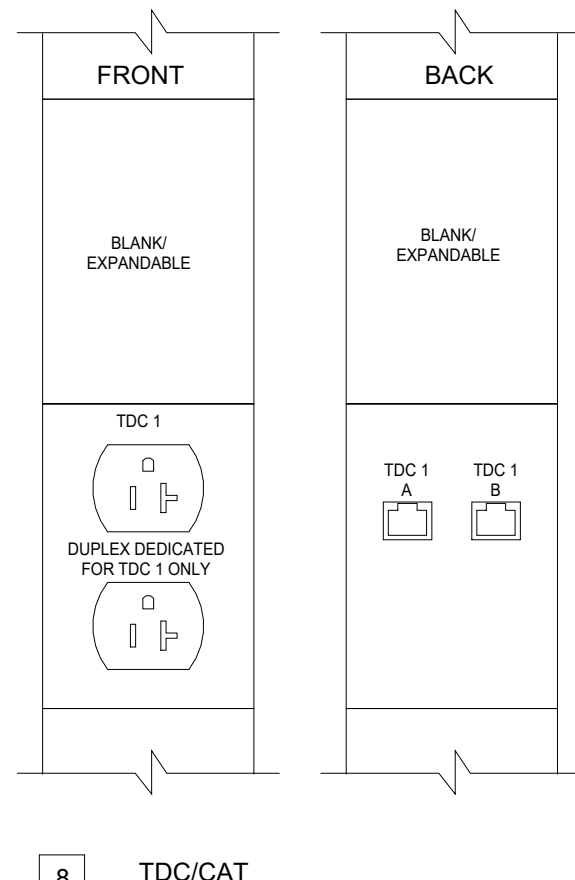 FRONT
BACK
BLANK/
EXPANDABLE
BLANK/
EXPANDABLE
TDC 1
DUPLEX DEDICATED
FOR TDC 1 ONLY
TDC 1
A
TDC 1
B
8
TDC/CAT